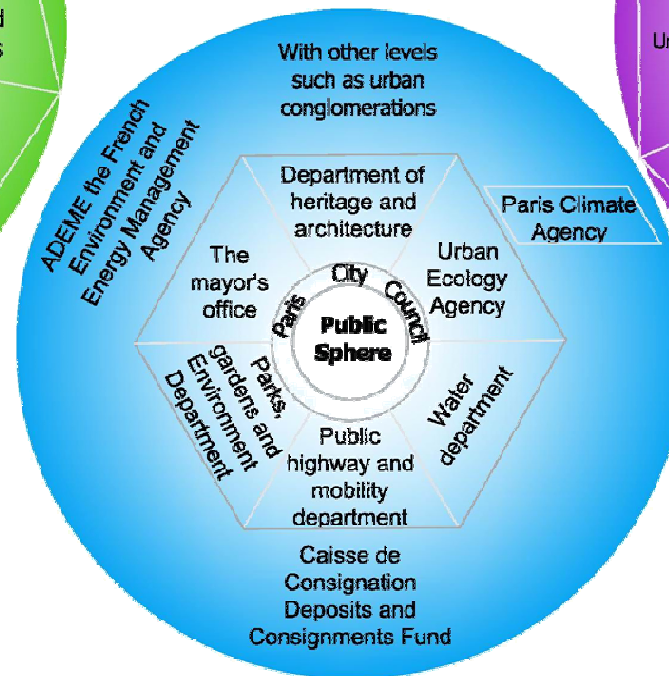 d
s
Ur
With other levels
such as urban
conglomerations
ADEME the French
Environment and
Energy Management
Agency
Department of
heritage and
architecture
Paris Climate
Agency
The
mayor's
office
Urban
Ecology
Agency
Paris City Council
Public
Sphere
Parks,
gardens and
Environment
Department
Water
department
Public
highway and
mobility
department
Caisse de
Consignation
Deposits and
Consignments Fund